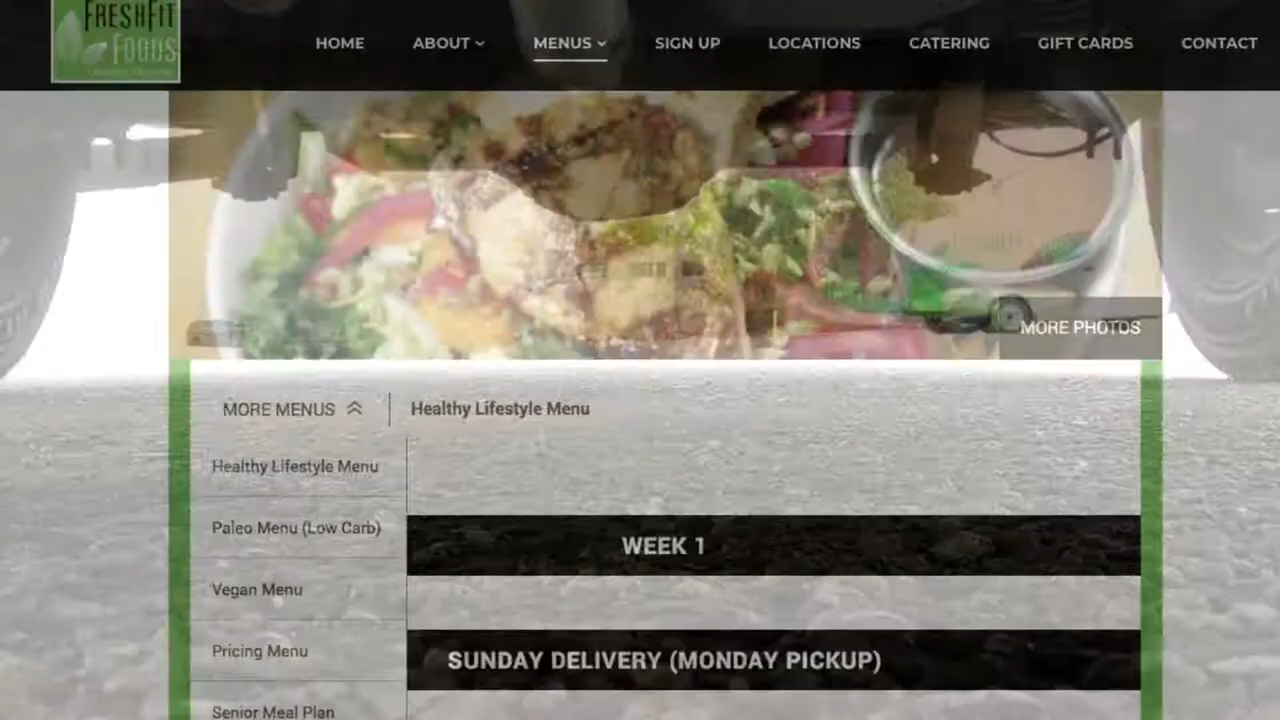 FRESHFIT
FOODS
HOME
ABOUT
MENUS
SIGN UP
LOCATIONS
CATERING
GIFT CARDS
CONTACT
MORE PHOTOS
MORE MENUS
Healthy Lifestyle Menu
Healthy Lifestyle Menu
Paleo Menu (Low Carb)
Vegan Menu
Pricing Menu
Senior Meal Plan
WEEK 1
SUNDAY DELIVERY (MONDAY PICKUP)